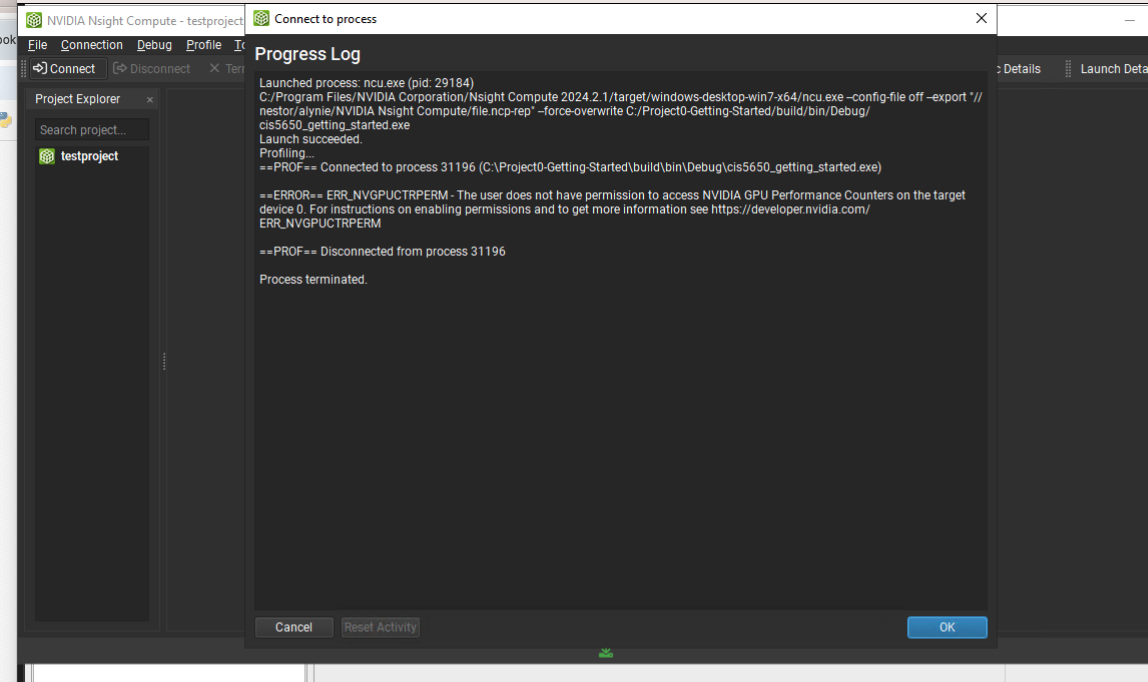 ook
NVIDIA Nsight Compute - testproject
Connect to process
File Connection Debug Profile To
Progress Log
Connect Disconnect Ter
c Details Launch Deta
Project Explorer
Search project...
testproject
Launched process: ncu.exe (pid: 29184)
C:/Program Files/NVIDIA Corporation/Nsight Compute 2024.2.1/target/windows-desktop-win7-x64/ncu.exe --config-file off --export "//
nestor/alynie/NVIDIA Nsight Compute/file.ncp-rep" --force-overwrite C:/Project0-Getting-Started/build/bin/Debug/
cis5650_getting_started.exe
Launch succeeded.
Profiling...
==PROF== Connected to process 31196 (C:\Project0-Getting-Started\build\bin\Debug\cis5650_getting_started.exe)
==ERROR== ERR_NVGPUCTRPERM - The user does not have permission to access NVIDIA GPU Performance Counters on the target
device 0. For instructions on enabling permissions and to get more information see https://developer.nvidia.com/
ERR_NVGPUCTRPERM
==PROF== Disconnected from process 31196
Process terminated.
Cancel Reset Activity OK